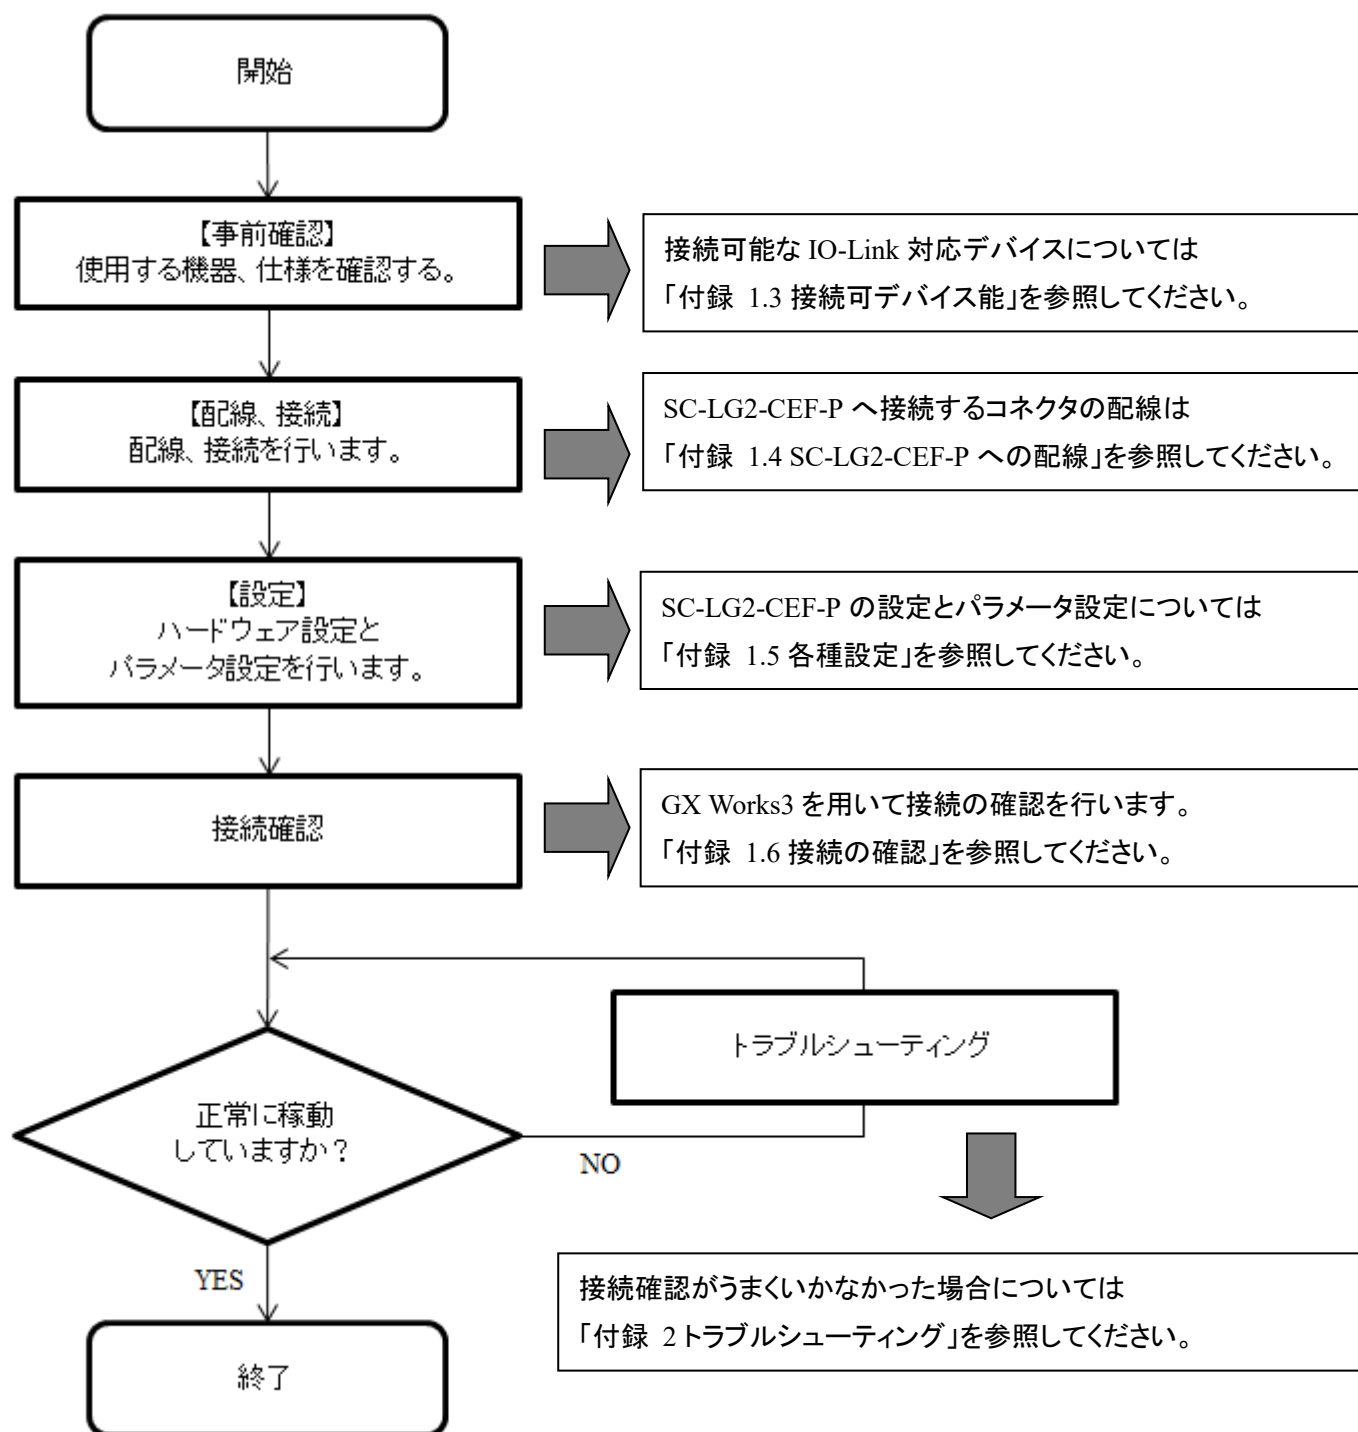 開始
【事前確認】
使用する機器、仕様を確認する。
接続可能な IO-Link 対応デバイスについては
「付録 1.3 接続可デバイス能」を参照してください。
【配線、接続】
配線、接続を行います。
SC-LG2-CEF-P へ接続するコネクタの配線は
「付録 1.4 SC-LG2-CEF-P への配線」を参照してください。
【設定】
ハードウェア設定と
パラメータ設定を行います。
SC-LG2-CEF-P の設定とパラメータ設定については
「付録 1.5 各種設定」を参照してください。
接続確認
GX Works3 を用いて接続の確認を行います。
「付録 1.6 接続の確認」を参照してください。
トラブルシューティング
正常に稼動
していますか？
NO
YES
接続確認がうまくいかなかった場合については
「付録 2 トラブルシューティング」を参照してください。
終了